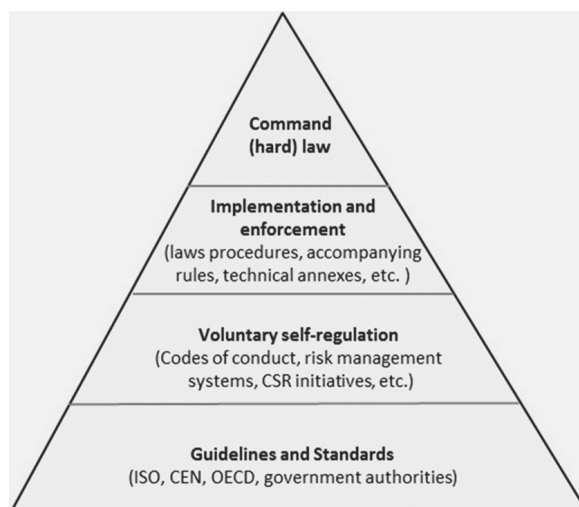 Command
(hard) law
Implementation and
enforcement
(laws procedures, accompanying
rules, technical annexes, etc. )
Voluntary self-regulation
(Codes of conduct, risk management
systems, CSR initiatives, etc.)
Guidelines and Standards
(ISO, CEN, OECD, government authorities)